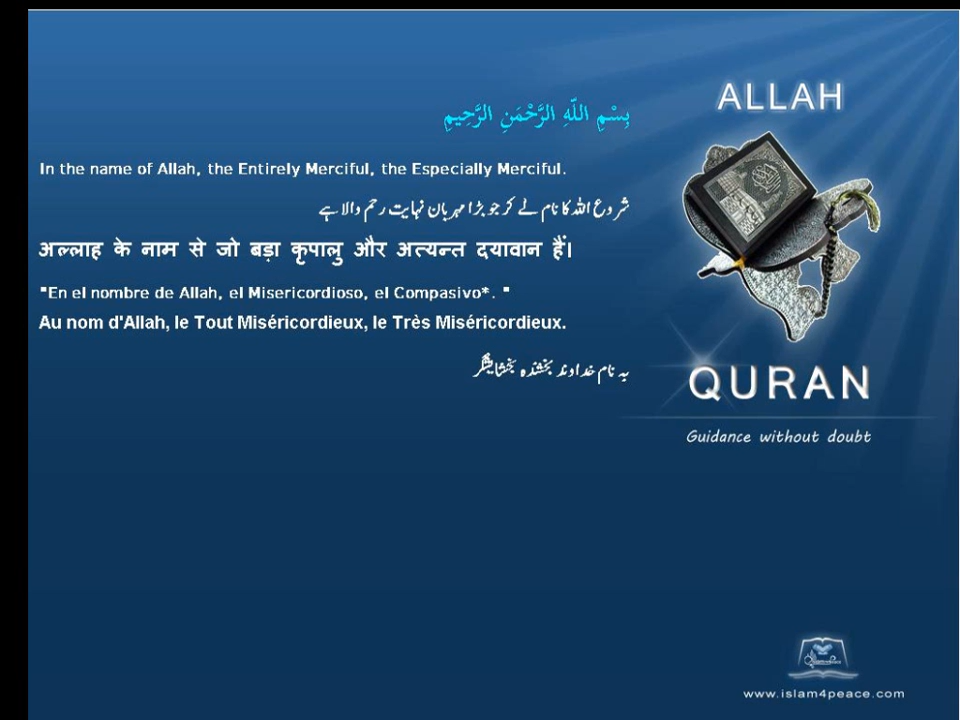 بِسْمِ اللّهِ الرَّحْمَنِ الرَّحِيمِ
In the name of Allah, the Entirely Merciful, the Especially Merciful.
شروع الله کا نام لے کر جو بڑا مہربان نہایت رحم والا ہے
अल्लाह के नाम से जो बड़ा कृपालु और अत्यन्त दयावान हैं।
"En el nombre de Allah, el Misericordioso, el Compasivo*. "
Au nom d'Allah, le Tout Miséricordieux, le Très Miséricordieux.
به نام خداوند بخشنده بخشایشگر
ALLAH
QURAN
Guidance without doubt
www.islam4peace.com